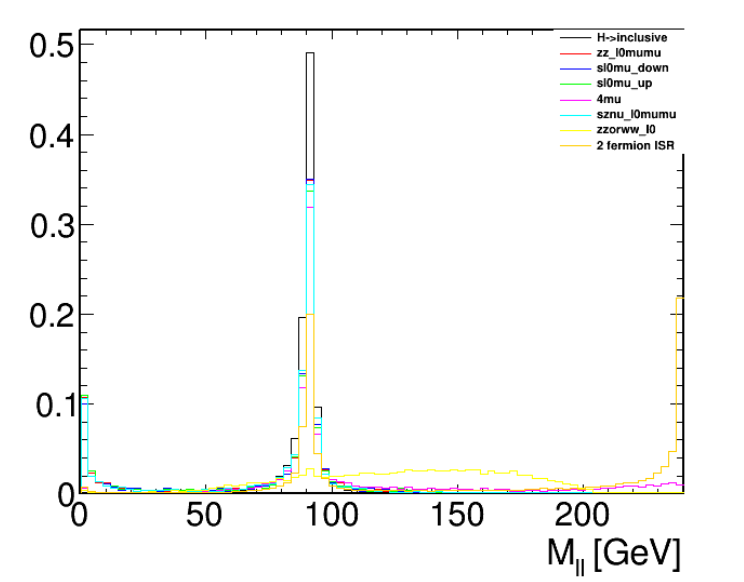 0.5
0.4
0.3
0.2
0.1
0
0 50 100 150 200
M_ll [GeV]
H->inclusive
zz_l0mumu
sl0mu_down
sl0mu_up
4mu
sznu_l0mumu
zzorww_l0
2 fermion ISR